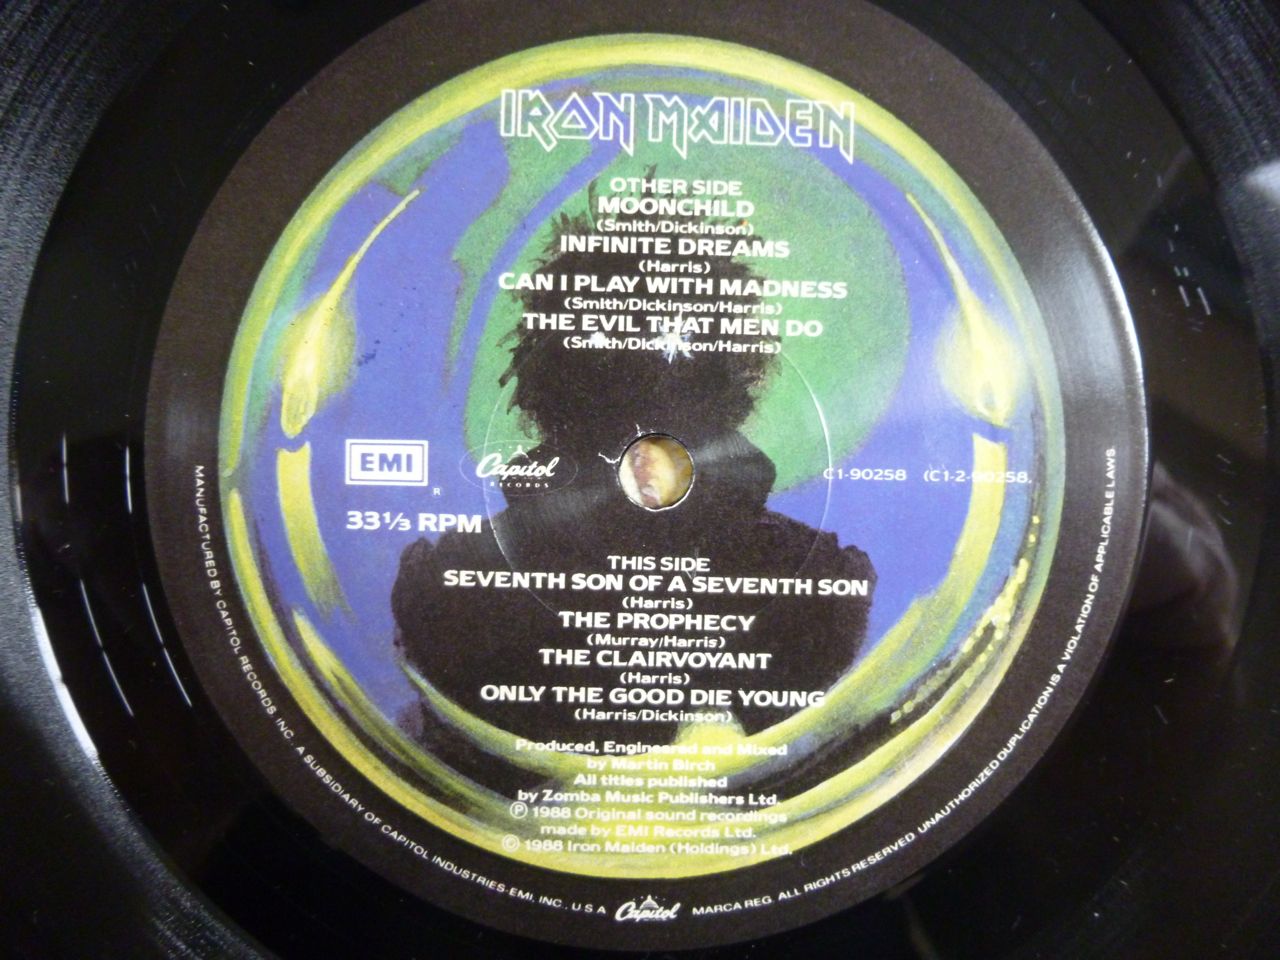 IRON MAIDEN
OTHER SIDE
MOONCHILD
(Smith/Dickinson)
INFINITE DREAMS
(Harris)
CAN I PLAY WITH MADNESS
(Smith/Dickinson/Harris)
THE EVIL THAT MEN DO
(Smith/Dickinson/Harris)
EMI
R
Capitol
RECORDS
C1-90258 (C1-2-90258.
33 1/3 RPM
THIS SIDE
SEVENTH SON OF A SEVENTH SON
(Harris)
THE PROPHECY
(Murray/Harris)
THE CLAIRVOYANT
(Harris)
ONLY THE GOOD DIE YOUNG
(Harris/Dickinson)
Produced, Engineered and Mixed
by Martin Birch
All titles published
by Zomba Music Publishers Ltd.
℗ 1988 Original sound recordings
made by EMI Records Ltd.
© 1988 Iron Maiden (Holdings) Ltd.
MANUFACTURED BY CAPITOL RECORDS, INC., A SUBSIDIARY OF CAPITOL INDUSTRIES-EMI, INC., U S A Capitol MARCA REG. ALL RIGHTS RESERVED UNAUTHORIZED DUPLICATION IS A VIOLATION OF APPLICABLE LAWS.